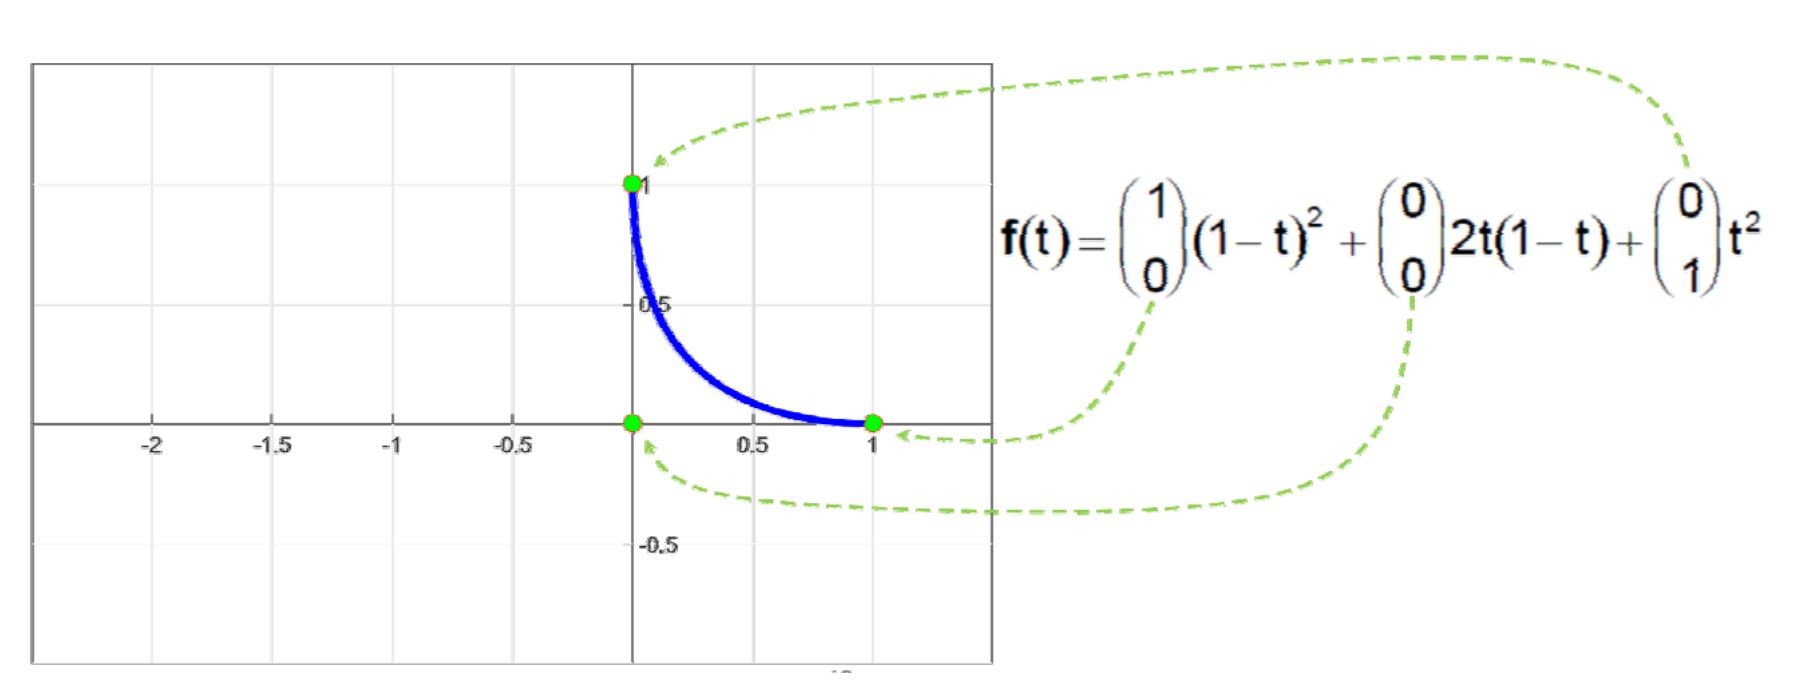 1
f(t) = (1 0)(1 − t)² + (0 0)2t(1 − t) + (0 1)t²
0.5
-2 -1.5 -1 -0.5 0.5 1
-0.5